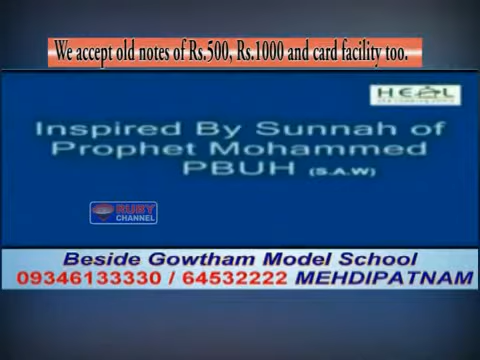 We accept old notes of Rs.500, Rs.1000 and card facility too.
HEAL
Inspired By Sunnah of
Prophet Mohammed
PBUH (S.A.W)
RUBY
CHANNEL
Beside Gowtham Model School
09346133330 / 64532222 MEHDIPATNAM